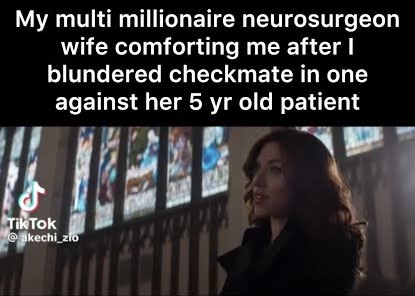 My multi millionaire neurosurgeon
wife comforting me after I
blundered checkmate in one
against her 5 yr old patient
TikTok
@akechi_zio